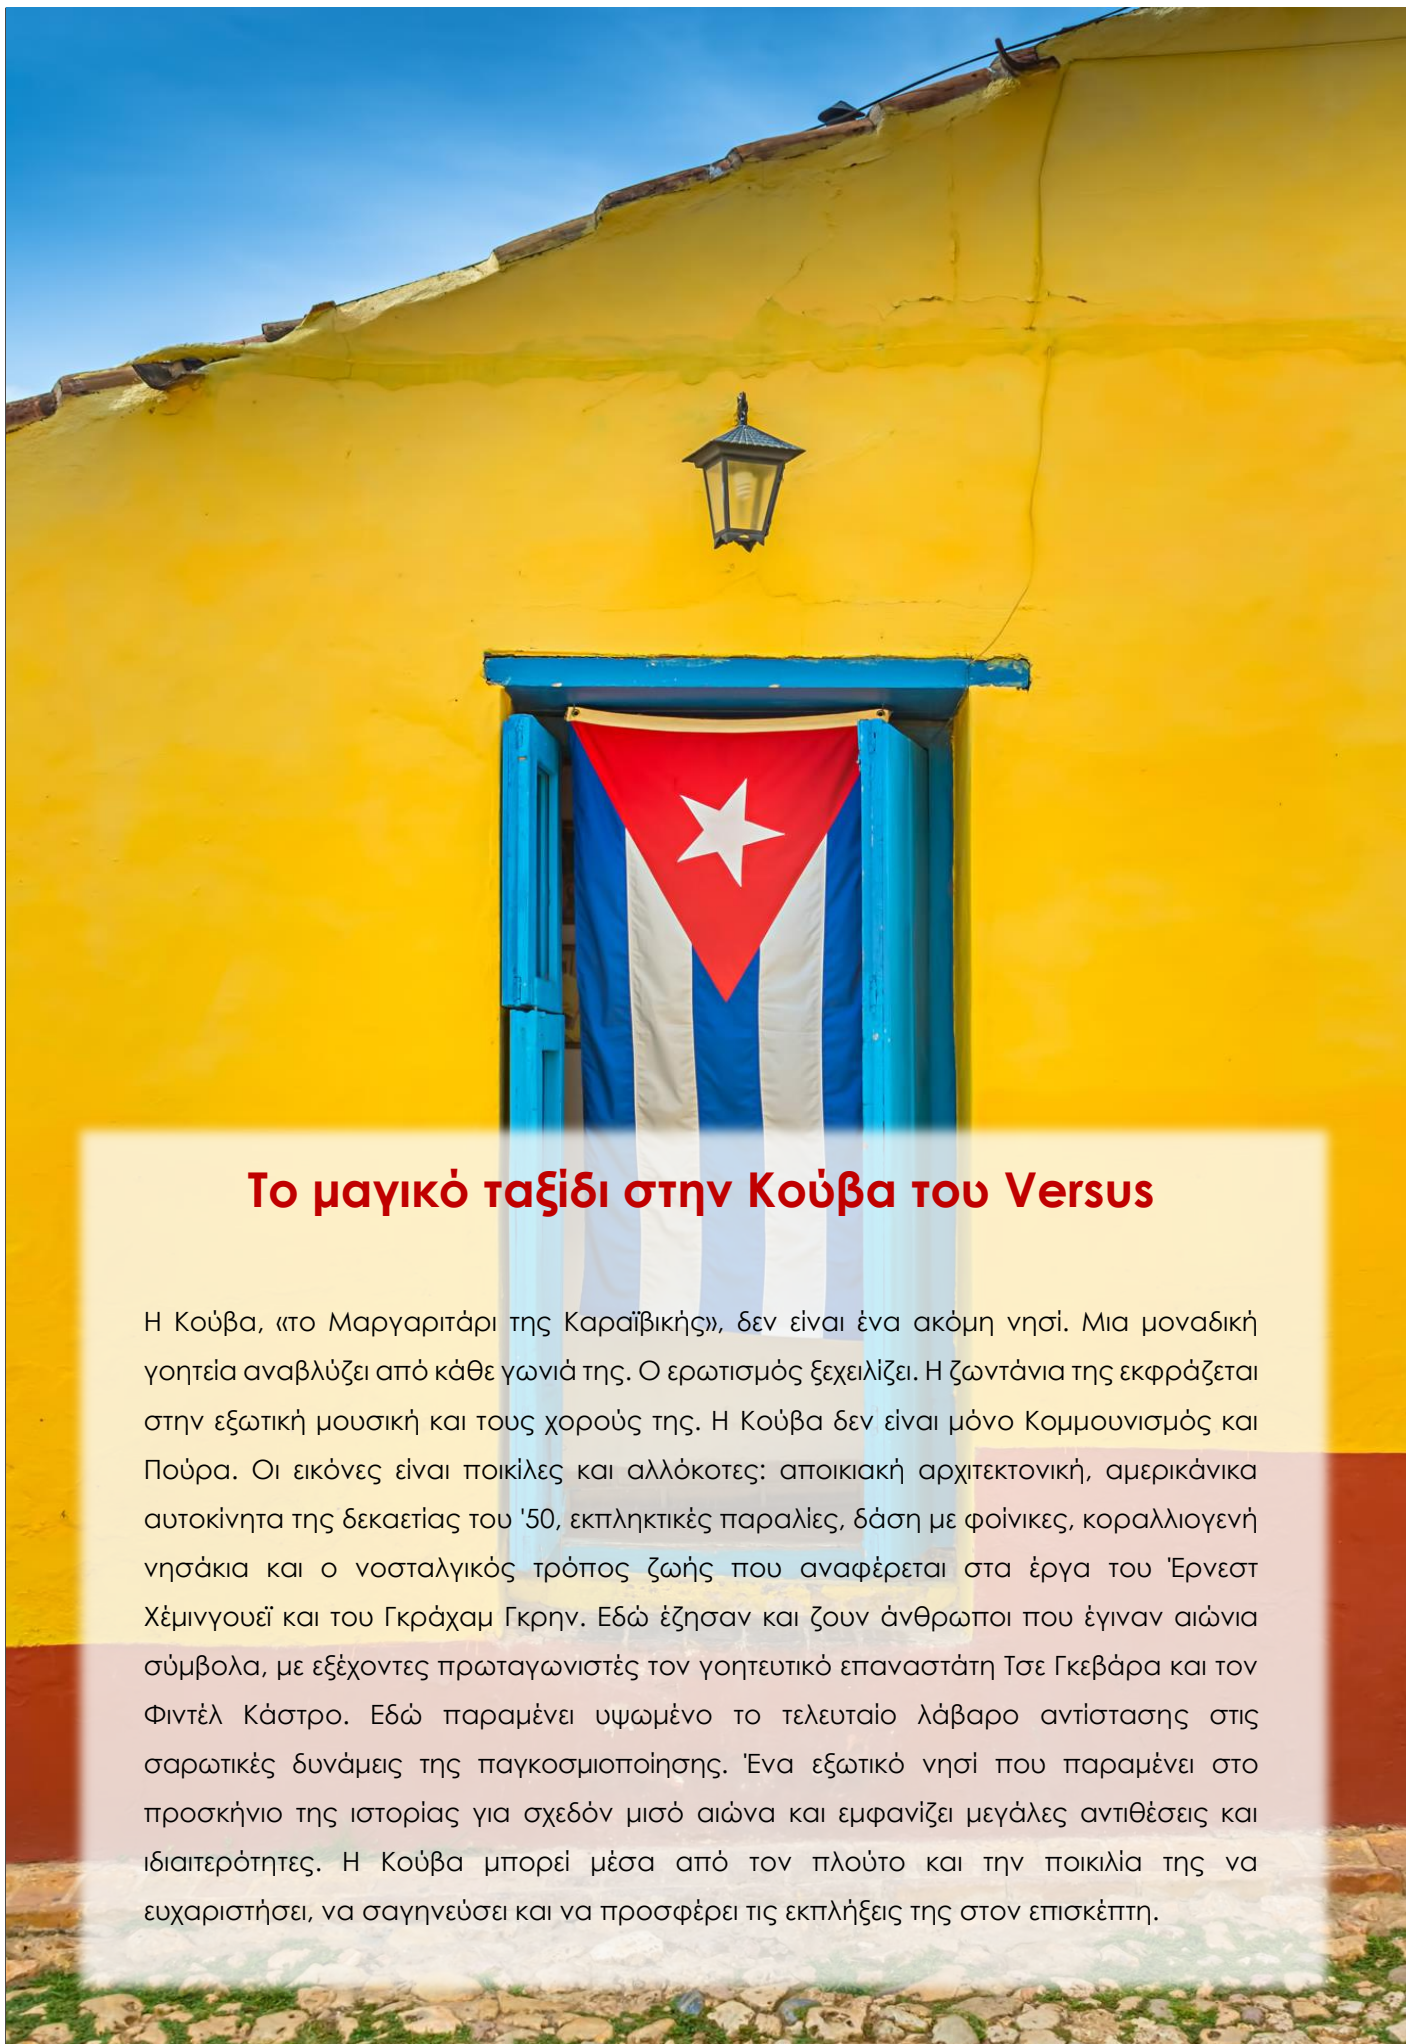 Το μαγικό ταξίδι στην Κούβα του Versus
Η Κούβα, «το Μαργαριτάρι της Καραϊβικής», δεν είναι ένα ακόμη νησί. Μια μοναδική
γοητεία αναβλύζει από κάθε γωνιά της. Ο ερωτισμός ξεχειλίζει. Η ζωντάνια της εκφράζεται
στην εξωτική μουσική και τους χορούς της. Η Κούβα δεν είναι μόνο Κομμουνισμός και
Πούρα. Οι εικόνες είναι ποικίλες και αλλόκοτες: αποικιακή αρχιτεκτονική, αμερικάνικα
αυτοκίνητα της δεκαετίας του '50, εκπληκτικές παραλίες, δάση με φοίνικες, κοραλλιογενή
νησάκια και ο νοσταλγικός τρόπος ζωής που αναφέρεται στα έργα του Έρνεστ
Χέμινγουεϊ και του Γκράχαμ Γκρην. Εδώ έζησαν και ζουν άνθρωποι που έγιναν αιώνια
σύμβολα, με εξέχοντες πρωταγωνιστές τον γοητευτικό επαναστάτη Τσε Γκεβάρα και τον
Φιντέλ Κάστρο. Εδώ παραμένει υψωμένο το τελευταίο λάβαρο αντίστασης στις
σαρωτικές δυνάμεις της παγκοσμιοποίησης. Ένα εξωτικό νησί που παραμένει στο
προσκήνιο της ιστορίας για σχεδόν μισό αιώνα και εμφανίζει μεγάλες αντιθέσεις και
ιδιαιτερότητες. Η Κούβα μπορεί μέσα από τον πλούτο και την ποικιλία της να
ευχαριστήσει, να σαγηνεύσει και να προσφέρει τις εκπλήξεις της στον επισκέπτη.